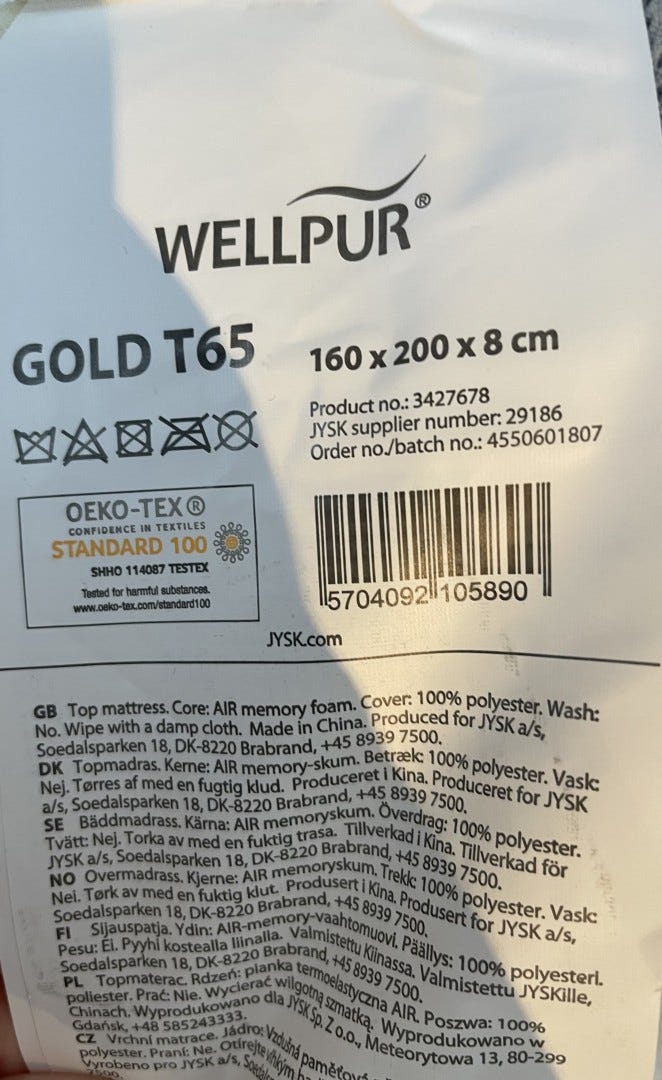 WELLPUR®
GOLD T65
160 x 200 x 8 cm
Product no.: 3427678
JYSK supplier number: 29186
Order no./batch no.: 4550601807
OEKO-TEX®
CONFIDENCE IN TEXTILES
STANDARD 100
SHHO 114087 TESTEX
Tested for harmful substances.
www.oeko-tex.com/standard100
5704092 105890
JYSK.com
GB Top mattress. Core: AIR memory foam. Cover: 100% polyester. Wash:
No. Wipe with a damp cloth. Made in China. Produced for JYSK a/s,
Soedalsparken 18, DK-8220 Brabrand, +45 8939 7500.
DK Topmadras. Kerne: AIR memory-skum. Betræk: 100% polyester. Vask:
Nej. Tørres af med en fugtig klud. Produceret i Kina. Produceret for JYSK
a/s, Soedalsparken 18, DK-8220 Brabrand, +45 8939 7500.
SE Bäddmadrass. Kärna: AIR memoryskum. Överdrag: 100% polyester.
Tvätt: Nej. Torka av med en fuktig trasa. Tillverkad i Kina. Tillverkad för
JYSK a/s, Soedalsparken 18, DK-8220 Brabrand, +45 8939 7500.
NO Overmadrass. Kjerne: AIR memoryskum. Trekk: 100% polyester. Vask:
Nei. Tørk av med en fuktig klut. Produsert i Kina. Produsert for JYSK a/s,
Soedalsparken 18, DK-8220 Brabrand, +45 8939 7500.
FI Sijauspatja. Ydin: AIR-memory-vaahtomuovi. Päällys: 100% polyesteri.
Pesu: Ei. Pyyhi kostealla liinalla. Valmistettu Kiinassa. Valmistettu JYSKille,
Soedalsparken 18, DK-8220 Brabrand, +45 8939 7500.
PL Topmaterac. Rdzeń: pianka termoelastyczna AIR. Poszwa: 100%
poliester. Prać: Nie. Wycierać wilgotną szmatką. Wyprodukowano w
Chinach. Wyprodukowano dla JYSK Sp. Z o.o., Meteorytowa 13, 80-299
Gdańsk, +48 585243333.
CZ Vrchní matrace. Jádro: Vzdušná paměťová
polyester. Praní: Ne. Otírejte vlhkým
Vyrobeno pro JYSK a/s,
7500.